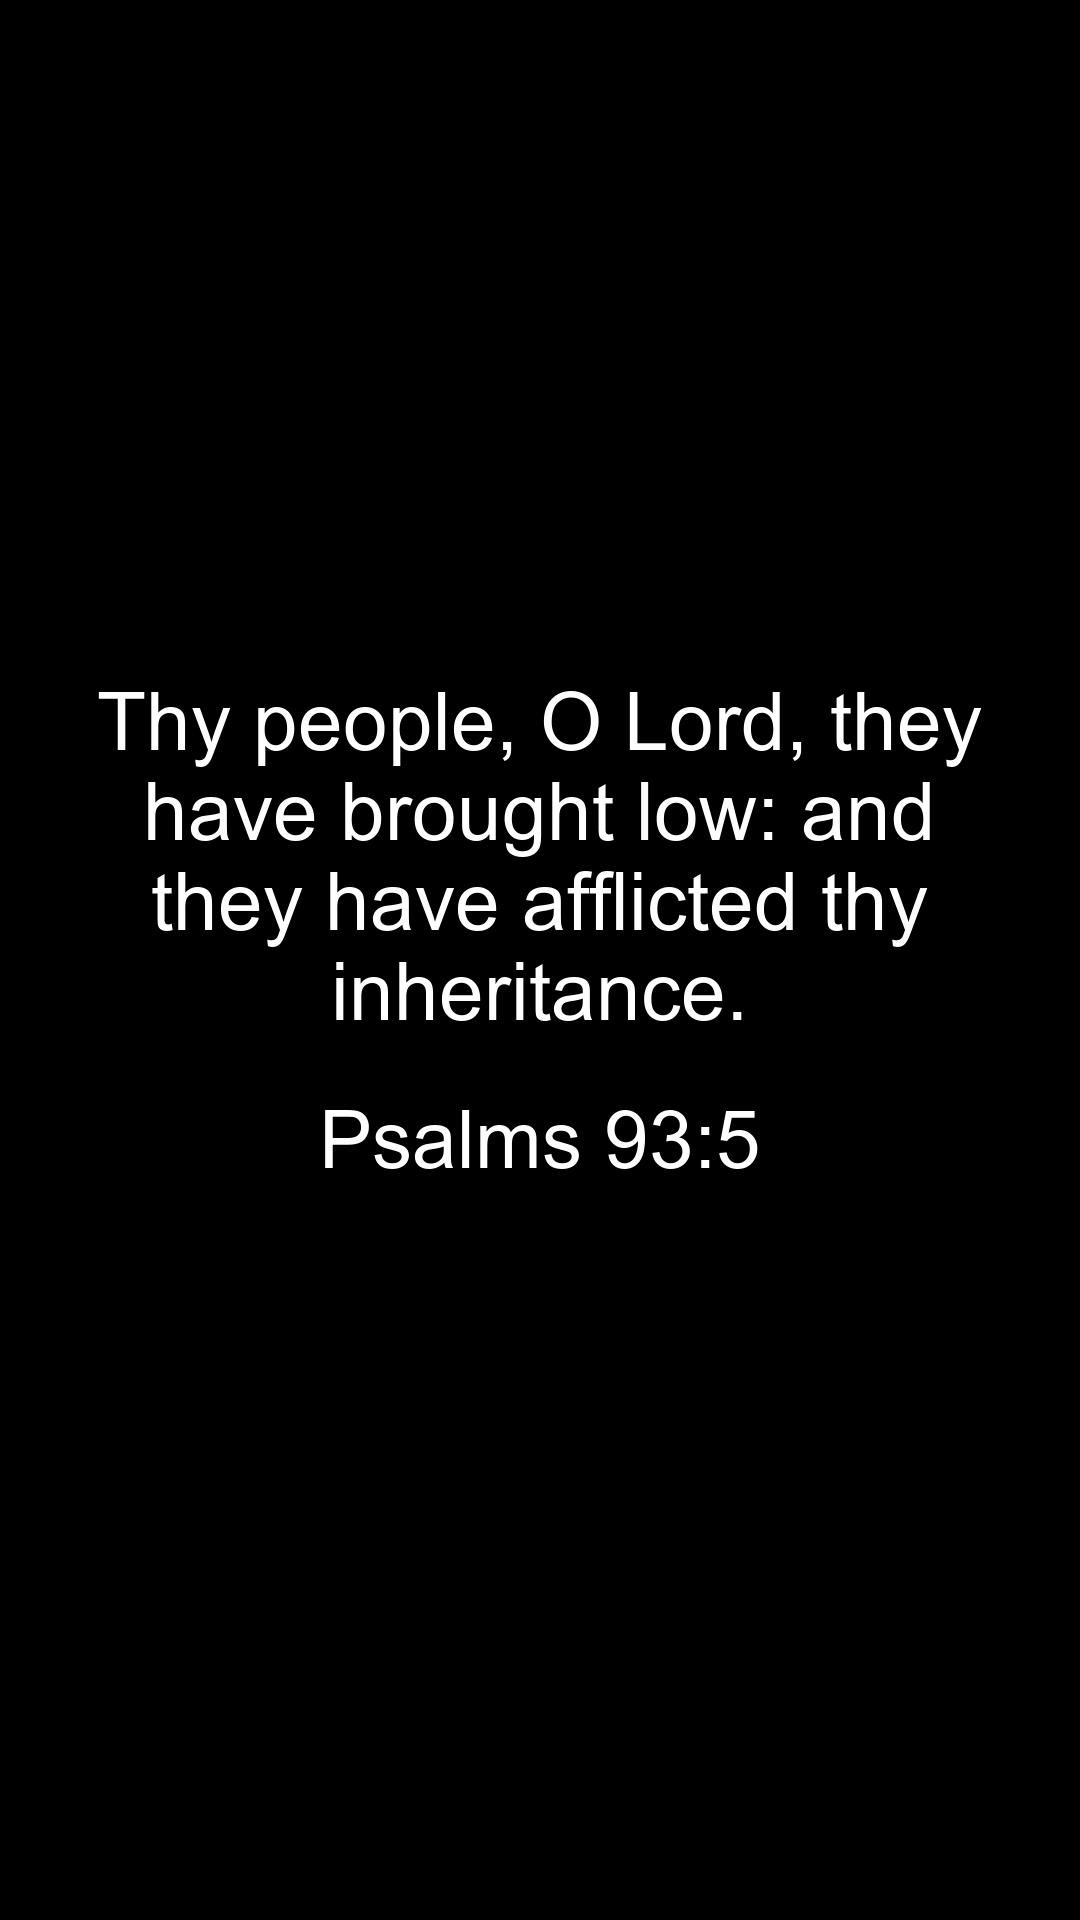 Thy people, O Lord, they
have brought low: and
they have afflicted thy
inheritance.
Psalms 93:5